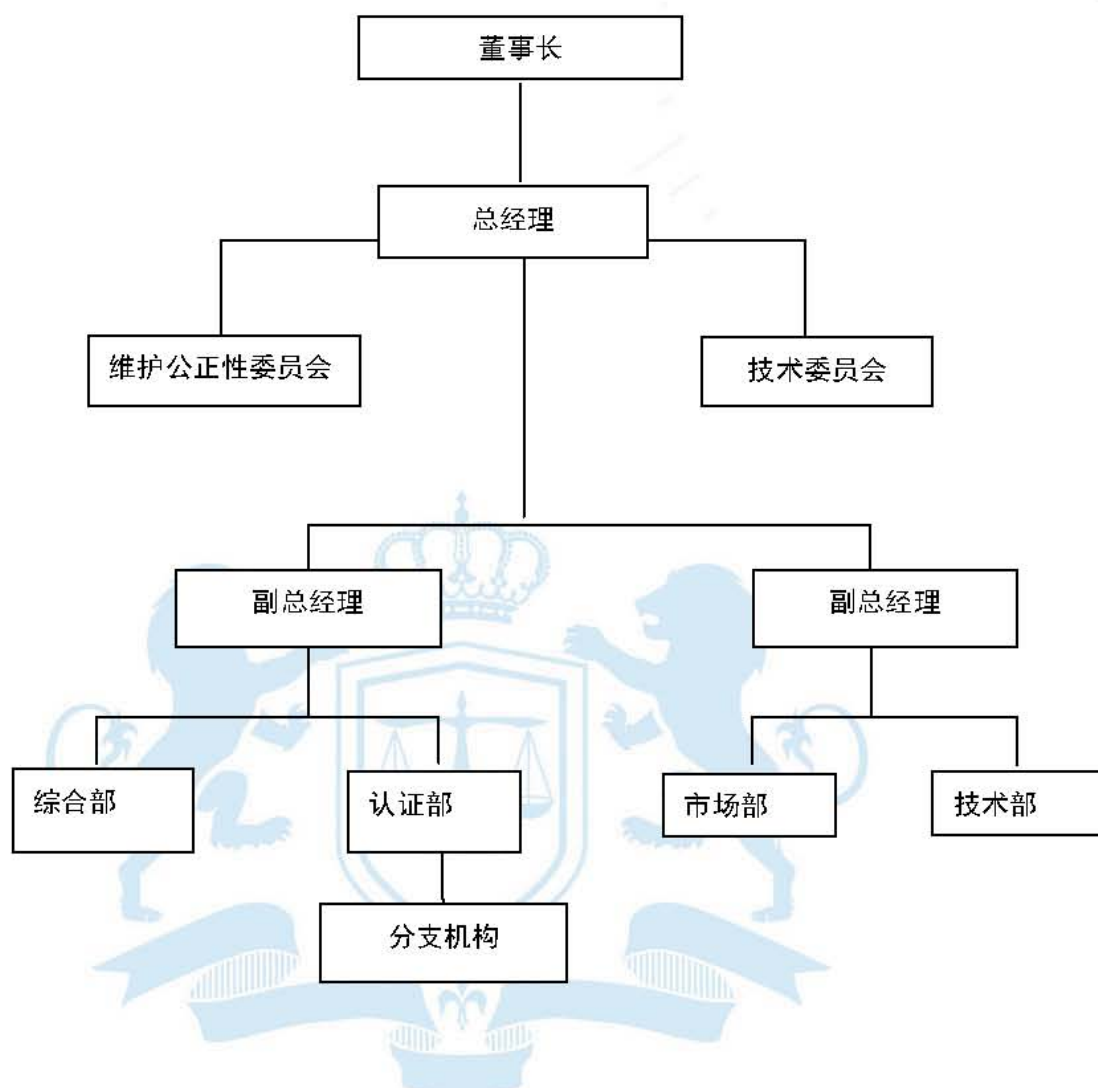 董事长
总经理
维护公正性委员会
技术委员会
副总经理
副总经理
综合部
认证部
市场部
技术部
分支机构